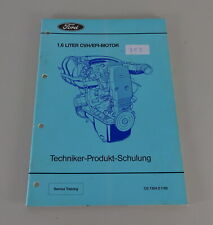 Ford
1,6 LITER CVH/EFI-MOTOR
Techniker-Produkt-Schulung
Service Training